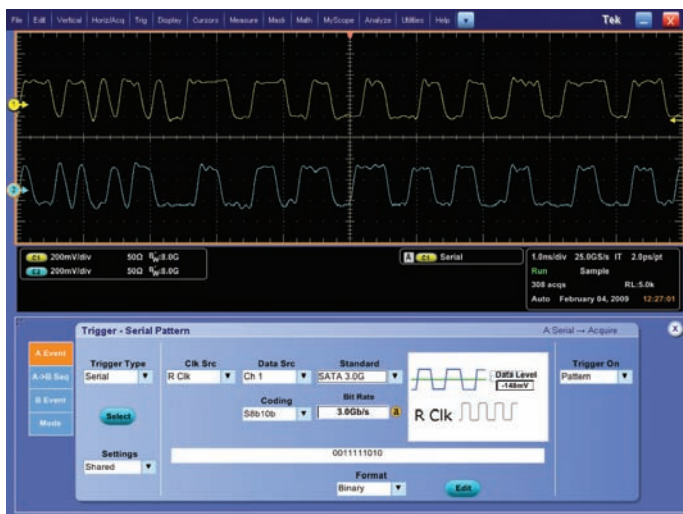 File Edit Vertical Horiz/Acq Trig Display Cursors Measure Mask Math MyScope Analyze Utilities Help Tek X
1
2
C1 200mV/div 50Ω BW:8.0G
C2 200mV/div 50Ω BW:8.0G
A C1 Serial
1.0ns/div 25.0GS/s IT 2.0ps/pt
Run Sample
308 acqs RL:5.0k
Auto February 04, 2009 12:27:01
Trigger - Serial Pattern A Serial → Acquire X
A Event
A->B Seq
B Event
Mode
Trigger Type Clk Src Data Src Standard Trigger On
Serial R Clk Ch 1 SATA 3.0G Data Level Pattern
-148mV
Select Coding Bit Rate
S8b10b 3.0Gb/s a R Clk
Settings 0011111010
Shared Format
Binary Edit